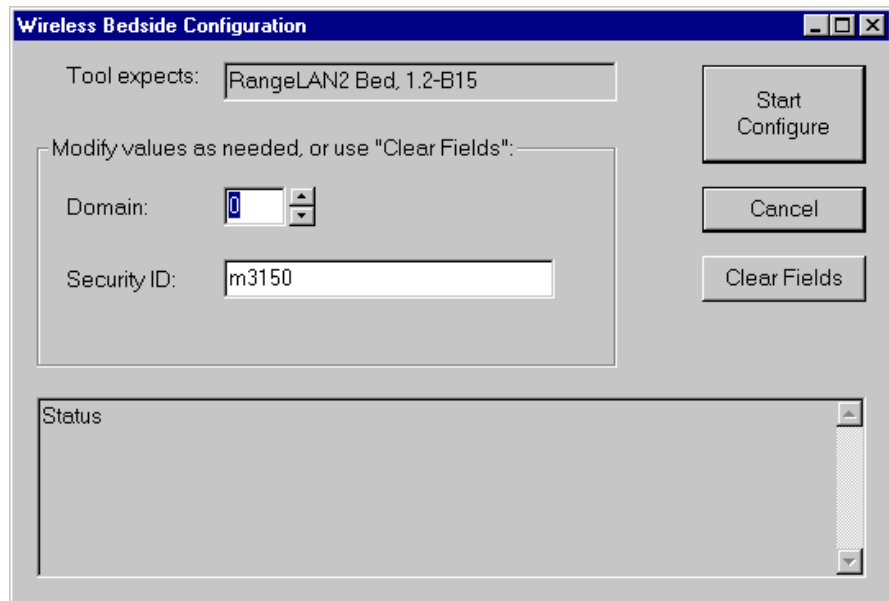 Wireless Bedside Configuration
Tool expects: RangeLAN2 Bed, 1.2-B15
Start
Configure
Modify values as needed, or use "Clear Fields":
Domain: 0
Cancel
Security ID: m3150
Clear Fields
Status